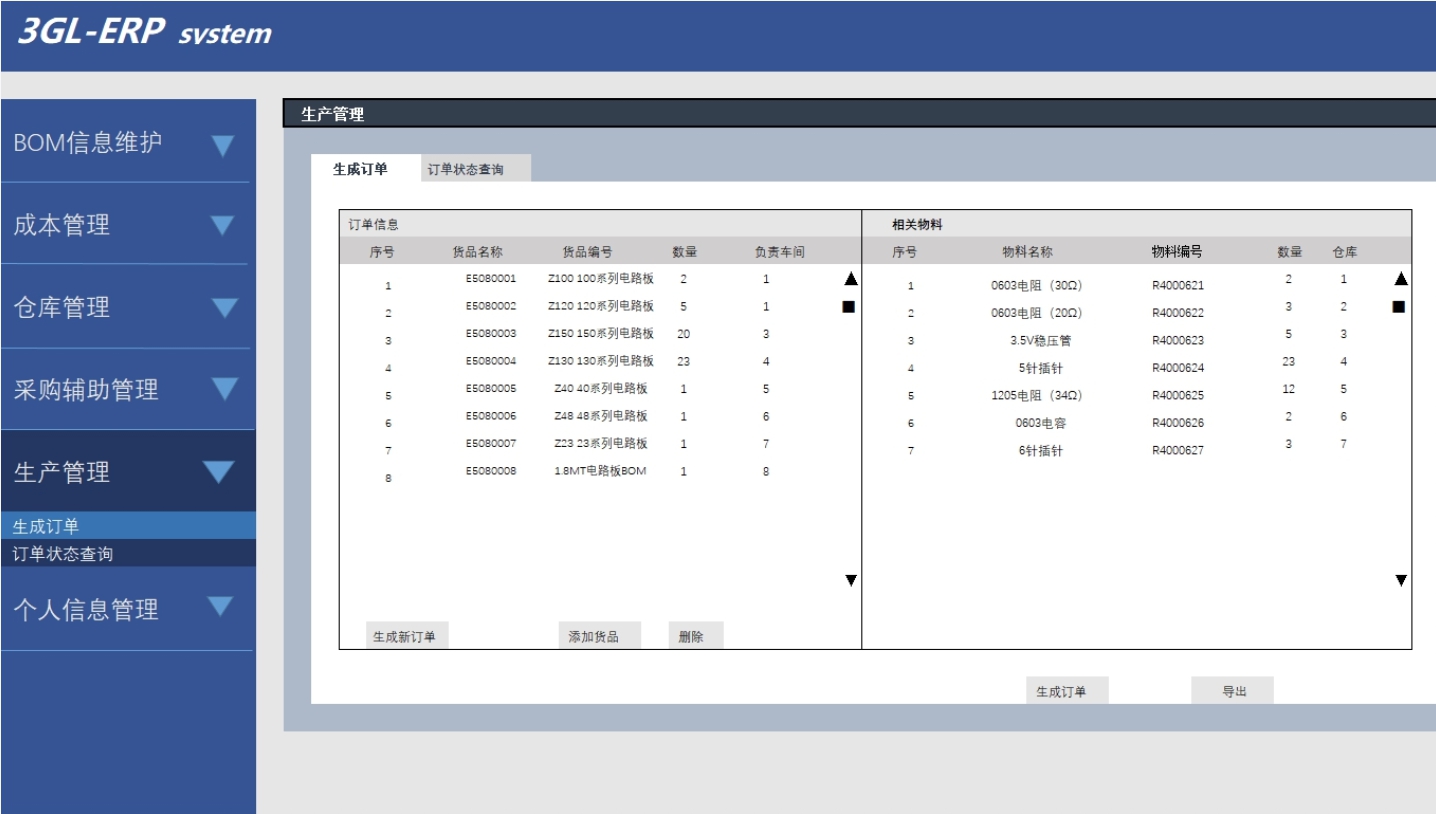 3GL-ERP system
生产管理
BOM信息维护
成本管理
仓库管理
采购辅助管理
生产管理
生成订单
订单状态查询
个人信息管理
生成订单 订单状态查询
订单信息
序号 货品名称 货品编号 数量 负责车间
1 E5080001 Z100 100系列电路板 2 1
2 E5080002 Z120 120系列电路板 5 1
3 E5080003 Z150 150系列电路板 20 3
4 E5080004 Z130 130系列电路板 23 4
5 E5080005 Z40 40系列电路板 1 5
6 E5080006 Z48 48系列电路板 1 6
7 E5080007 Z23 23系列电路板 1 7
8 E5080008 1.8MT电路板BOM 1 8
生成新订单 添加货品 删除
相关物料
序号 物料名称 物料编号 数量 仓库
1 0603电阻（30Ω） R4000621 2 1
2 0603电阻（20Ω） R4000622 3 2
3 3.5V稳压管 R4000623 5 3
4 5针插针 R4000624 23 4
5 1205电阻（34Ω） R4000625 12 5
6 0603电容 R4000626 2 6
7 6针插针 R4000627 3 7
生成订单 导出